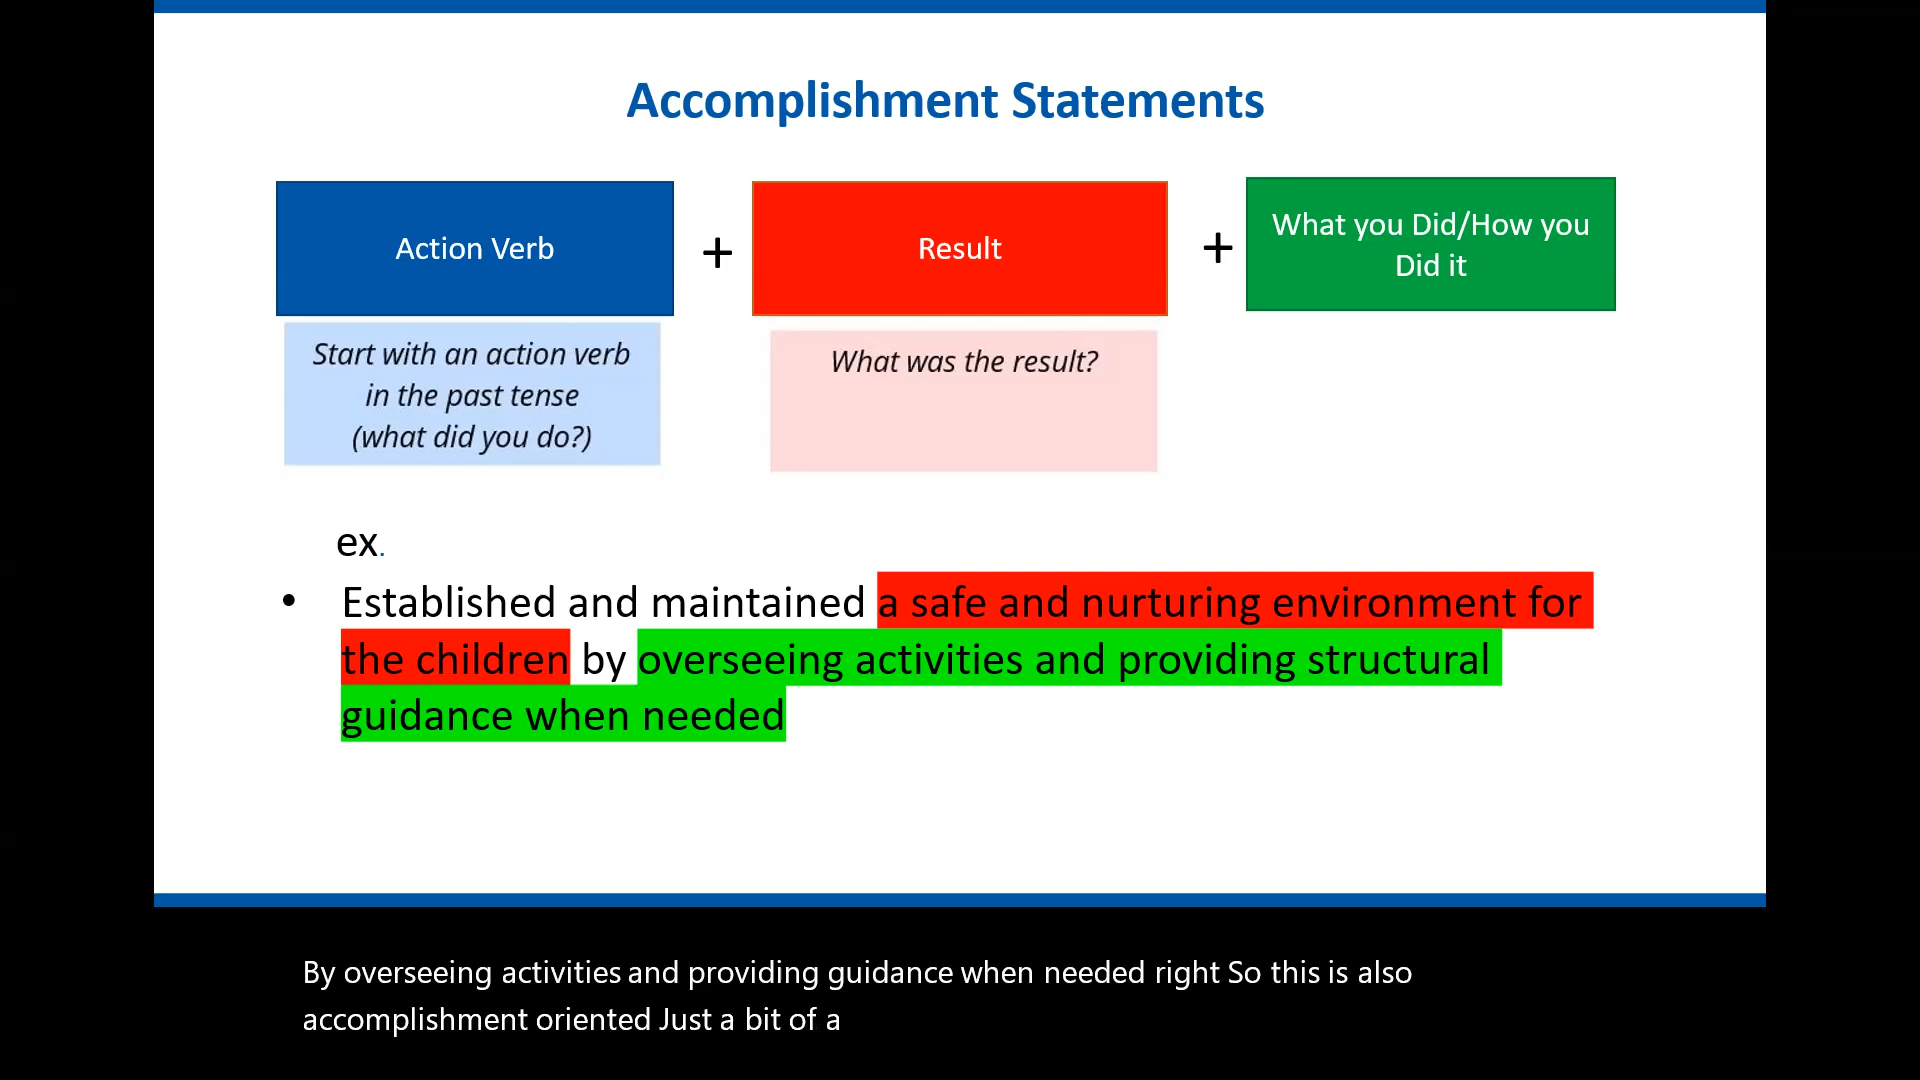 Accomplishment Statements
Action Verb
+
Result
+
What you Did/How you
Did it
Start with an action verb
in the past tense
(what did you do?)
What was the result?
ex.
• Established and maintained a safe and nurturing environment for
the children by overseeing activities and providing structural
guidance when needed
By overseeing activities and providing guidance when needed right So this is also
accomplishment oriented Just a bit of a